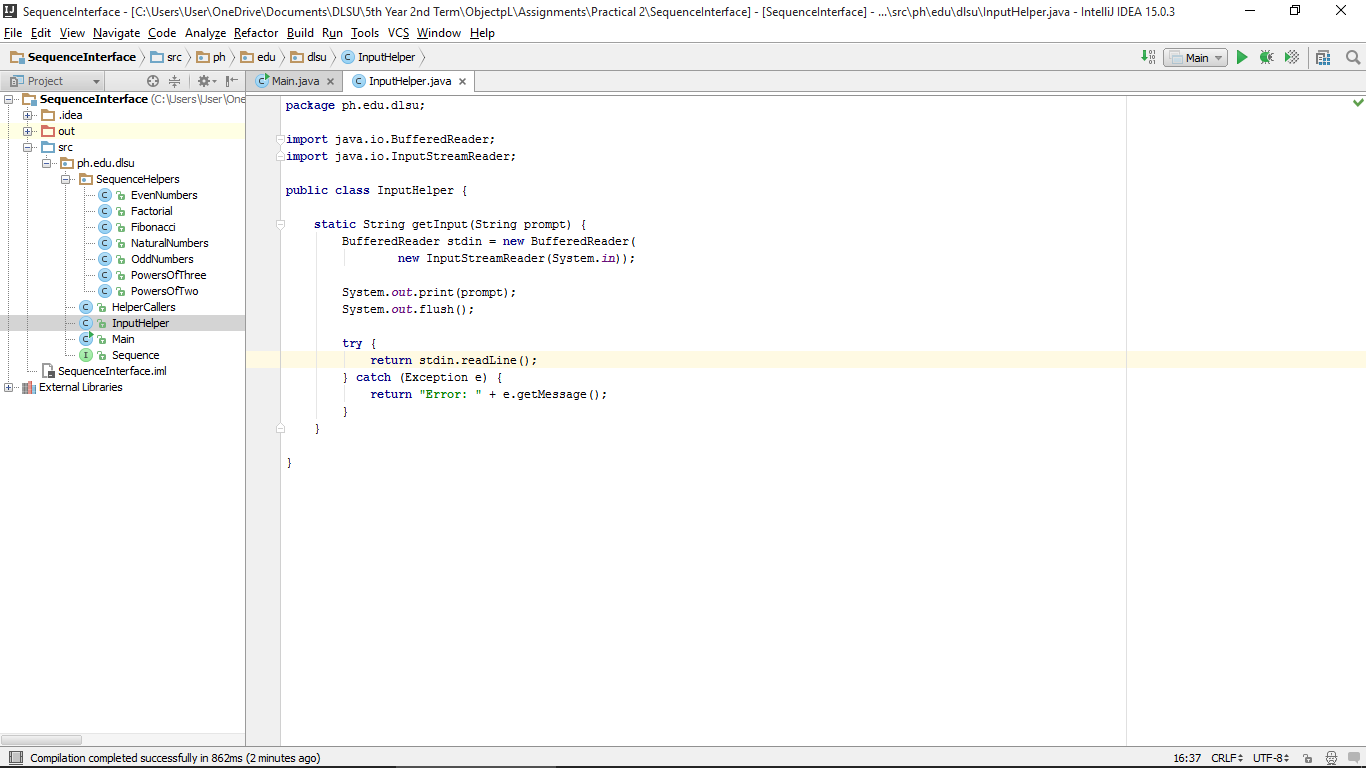 SequenceInterface - [C:\Users\User\OneDrive\Documents\DLSU\5th Year 2nd Term\ObjectpL\Assignments\Practical 2\SequenceInterface] - [SequenceInterface] - ...\src\ph\edu\dlsu\InputHelper.java - IntelliJ IDEA 15.0.3
File Edit View Navigate Code Analyze Refactor Build Run Tools VCS Window Help
SequenceInterface src ph edu dlsu InputHelper Main
Project
Main.java InputHelper.java
SequenceInterface (C:\Users\User\One
.idea
out
src
ph.edu.dlsu
SequenceHelpers
EvenNumbers
Factorial
Fibonacci
NaturalNumbers
OddNumbers
PowersOfThree
PowersOfTwo
HelperCallers
InputHelper
Main
Sequence
SequenceInterface.iml
External Libraries
package ph.edu.dlsu;
import java.io.BufferedReader;
import java.io.InputStreamReader;
public class InputHelper {
static String getInput(String prompt) {
BufferedReader stdin = new BufferedReader(
new InputStreamReader(System.in));
System.out.print(prompt);
System.out.flush();
try {
return stdin.readLine();
} catch (Exception e) {
return "Error: " + e.getMessage();
}
}
}
Compilation completed successfully in 862ms (2 minutes ago) 16:37 CRLF UTF-8